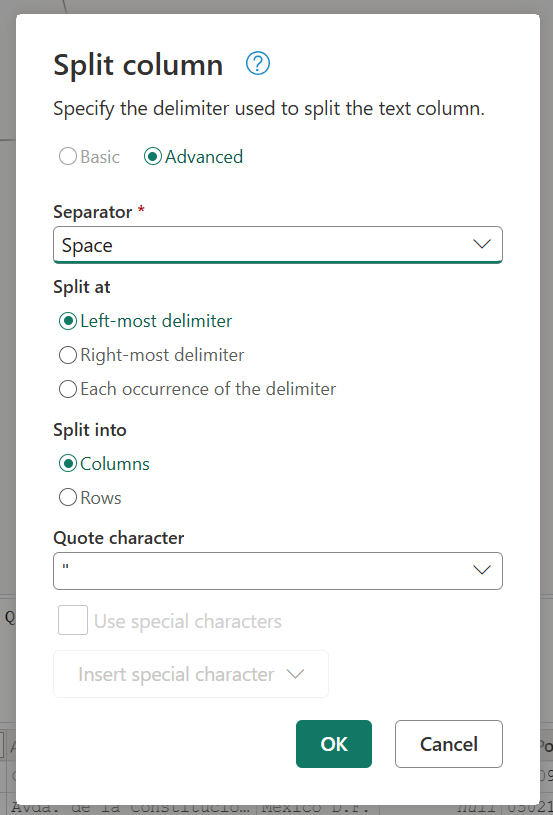 Split column ?
Specify the delimiter used to split the text column.
Basic Advanced
Separator *
Space
Split at
Left-most delimiter
Right-most delimiter
Each occurrence of the delimiter
Split into
Columns
Rows
Quote character
"
Use special characters
Insert special character
OK Cancel